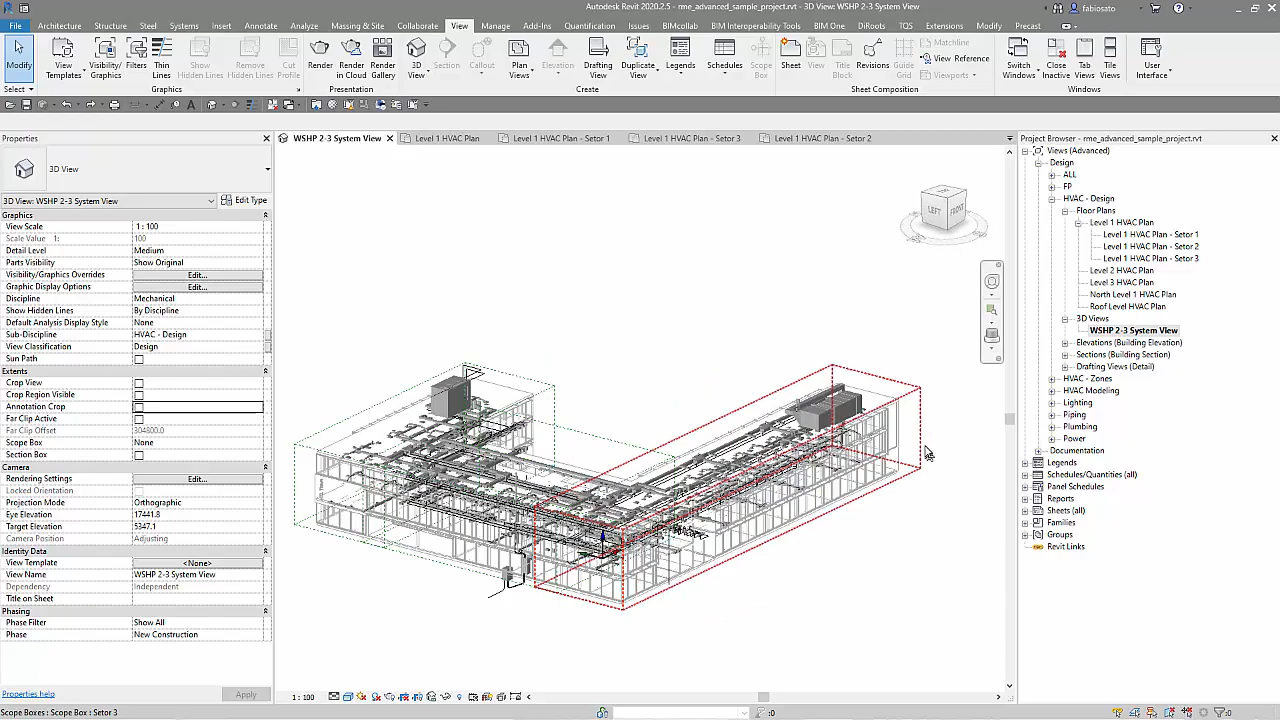 Autodesk Revit 2020.2.5 - rme_advanced_sample_project.rvt - 3D View: WSHP 2-3 System View
fabiosato
File Architecture Structure Steel Systems Insert Annotate Analyze Massing & Site Collaborate View Manage Add-Ins Quantification Issues BIMcollab BIM Interoperability Tools BIM One DiRoots TQS Extensions Modify Precast
Modify
View Templates
Visibility/ Graphics
Filters
Thin Lines
Show Hidden Lines
Remove Hidden Lines
Cut Profile
Render
Render in Cloud
Render Gallery
3D View
Section
Callout
Plan Views
Elevation
Drafting View
Duplicate View
Legends
Schedules
Scope Box
Sheet
View
Title Block
Revisions
Guide Grid
Matchline
View Reference
Viewports
Switch Windows
Close Inactive
Tab Views
Tile Views
User Interface
Select Graphics Presentation Create Sheet Composition Windows
Properties
WSHP 2-3 System View
Level 1 HVAC Plan
Level 1 HVAC Plan - Setor 1
Level 1 HVAC Plan - Setor 3
Level 1 HVAC Plan - Setor 2
Project Browser - rme_advanced_sample_project.rvt
3D View
3D View: WSHP 2-3 System View Edit Type
Graphics
View Scale 1 : 100
Scale Value 1: 100
Detail Level Medium
Parts Visibility Show Original
Visibility/Graphics Overrides Edit...
Graphic Display Options Edit...
Discipline Mechanical
Show Hidden Lines By Discipline
Default Analysis Display Style None
Sub-Discipline HVAC - Design
View Classification Design
Sun Path
Extents
Crop View
Crop Region Visible
Annotation Crop
Far Clip Active
Far Clip Offset 304800.0
Scope Box None
Section Box
Camera
Rendering Settings Edit...
Locked Orientation
Projection Mode Orthographic
Eye Elevation 17441.8
Target Elevation 5347.1
Camera Position Adjusting
Identity Data
View Template <None>
View Name WSHP 2-3 System View
Dependency Independent
Title on Sheet
Phasing
Phase Filter Show All
Phase New Construction
Properties help Apply
LEFT FRONT
1 : 100
Views (Advanced)
Design
ALL
FP
HVAC - Design
Floor Plans
Level 1 HVAC Plan
Level 1 HVAC Plan - Setor 1
Level 1 HVAC Plan - Setor 2
Level 1 HVAC Plan - Setor 3
Level 2 HVAC Plan
Level 3 HVAC Plan
North Level 1 HVAC Plan
Roof Level HVAC Plan
3D Views
WSHP 2-3 System View
Elevations (Building Elevation)
Sections (Building Section)
Drafting Views (Detail)
HVAC - Zones
HVAC Modeling
Lighting
Piping
Plumbing
Power
Documentation
Legends
Schedules/Quantities (all)
Panel Schedules
Reports
Sheets (all)
Families
Groups
Revit Links
Scope Boxes : Scope Box : Setor 3
:0
:0